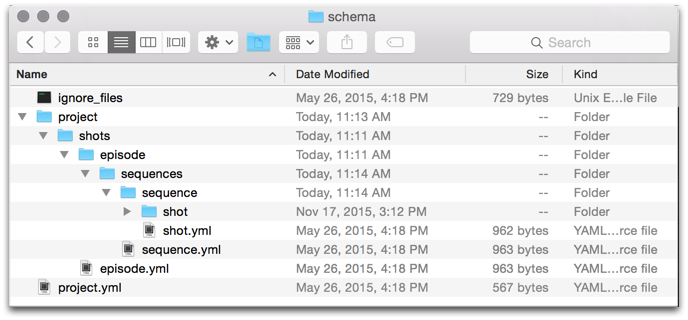 schema
Search
Name Date Modified Size Kind
ignore_files May 26, 2015, 4:18 PM 729 bytes Unix E...le File
project Today, 11:13 AM -- Folder
shots Today, 11:11 AM -- Folder
episode Today, 11:11 AM -- Folder
sequences Today, 11:14 AM -- Folder
sequence Today, 11:14 AM -- Folder
shot Nov 17, 2015, 3:12 PM -- Folder
shot.yml May 26, 2015, 4:18 PM 962 bytes YAML...rce file
sequence.yml May 26, 2015, 4:18 PM 963 bytes YAML...rce file
episode.yml May 26, 2015, 4:18 PM 963 bytes YAML...rce file
project.yml May 26, 2015, 4:18 PM 567 bytes YAML...rce file